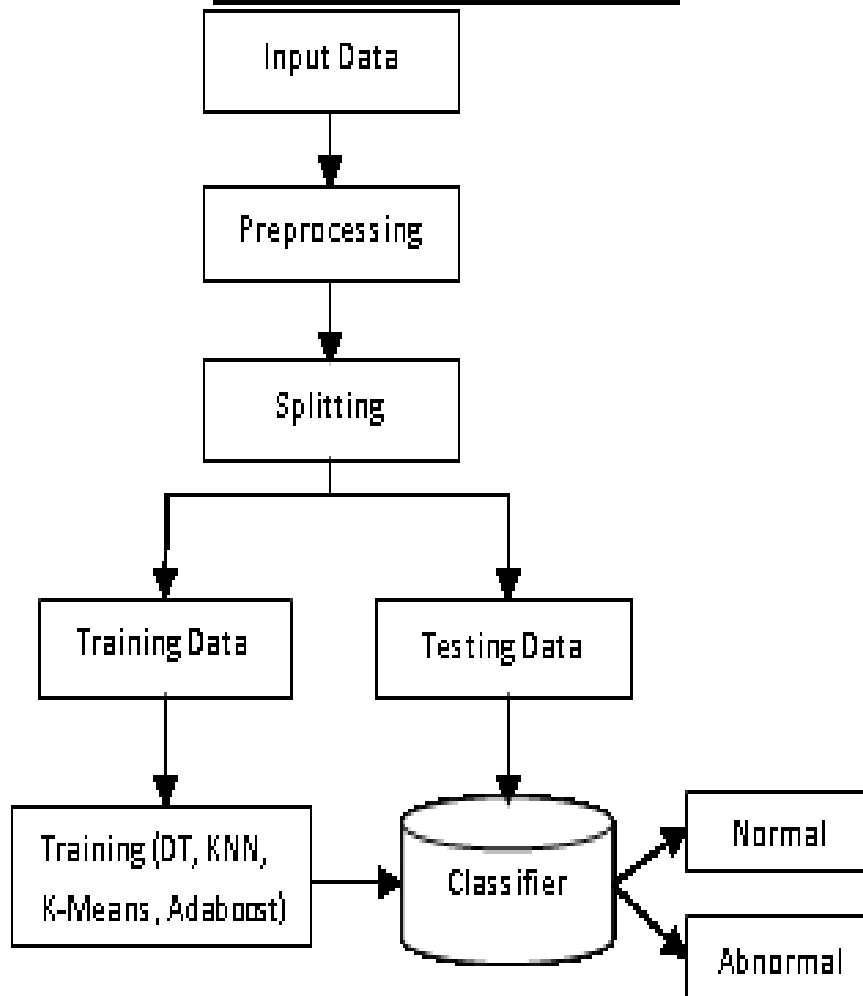 Input Data
Preprocessing
Splitting
Training Data
Testing Data
Training (DT, KNN,
K-Means, Adaboost)
Classifier
Normal
Abnormal